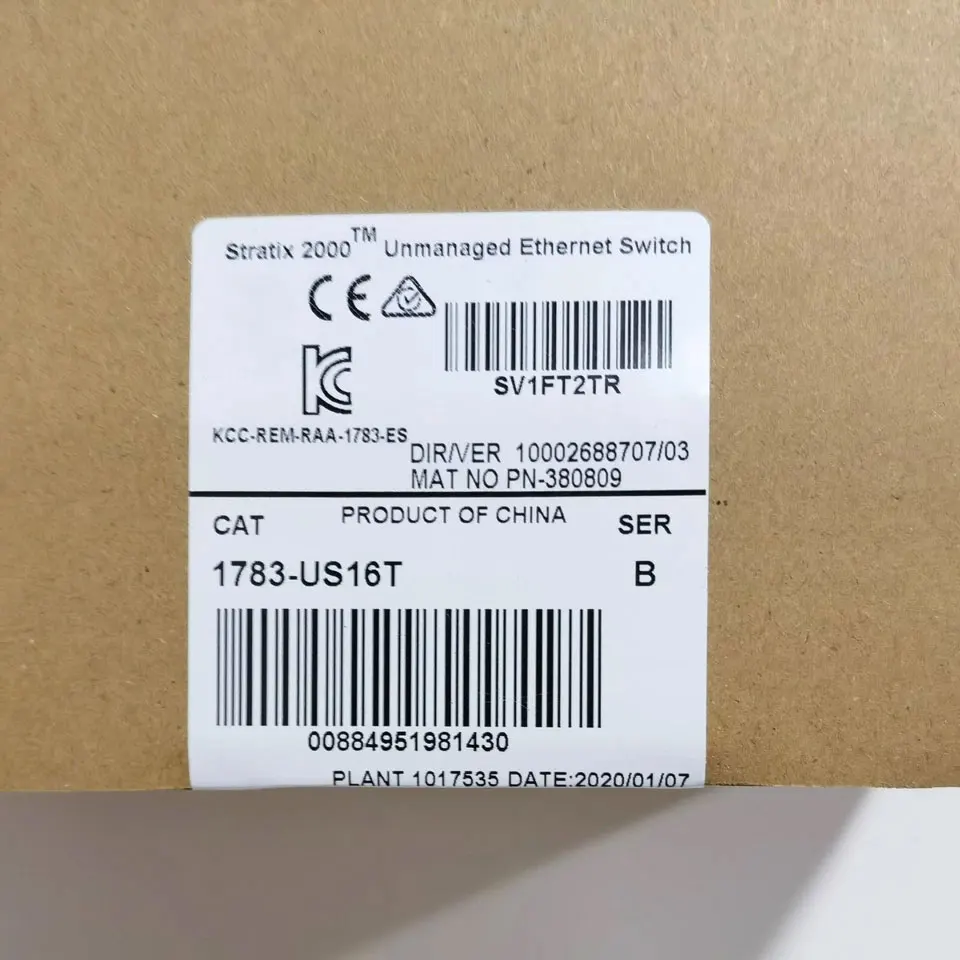 Stratix 2000™ Unmanaged Ethernet Switch
CE
SV1FT2TR
KC
KCC-REM-RAA-1783-ES
DIR/VER 10002688707/03
MAT NO PN-380809
PRODUCT OF CHINA
CAT SER
1783-US16T B
00884951981430
PLANT 1017535 DATE:2020/01/07